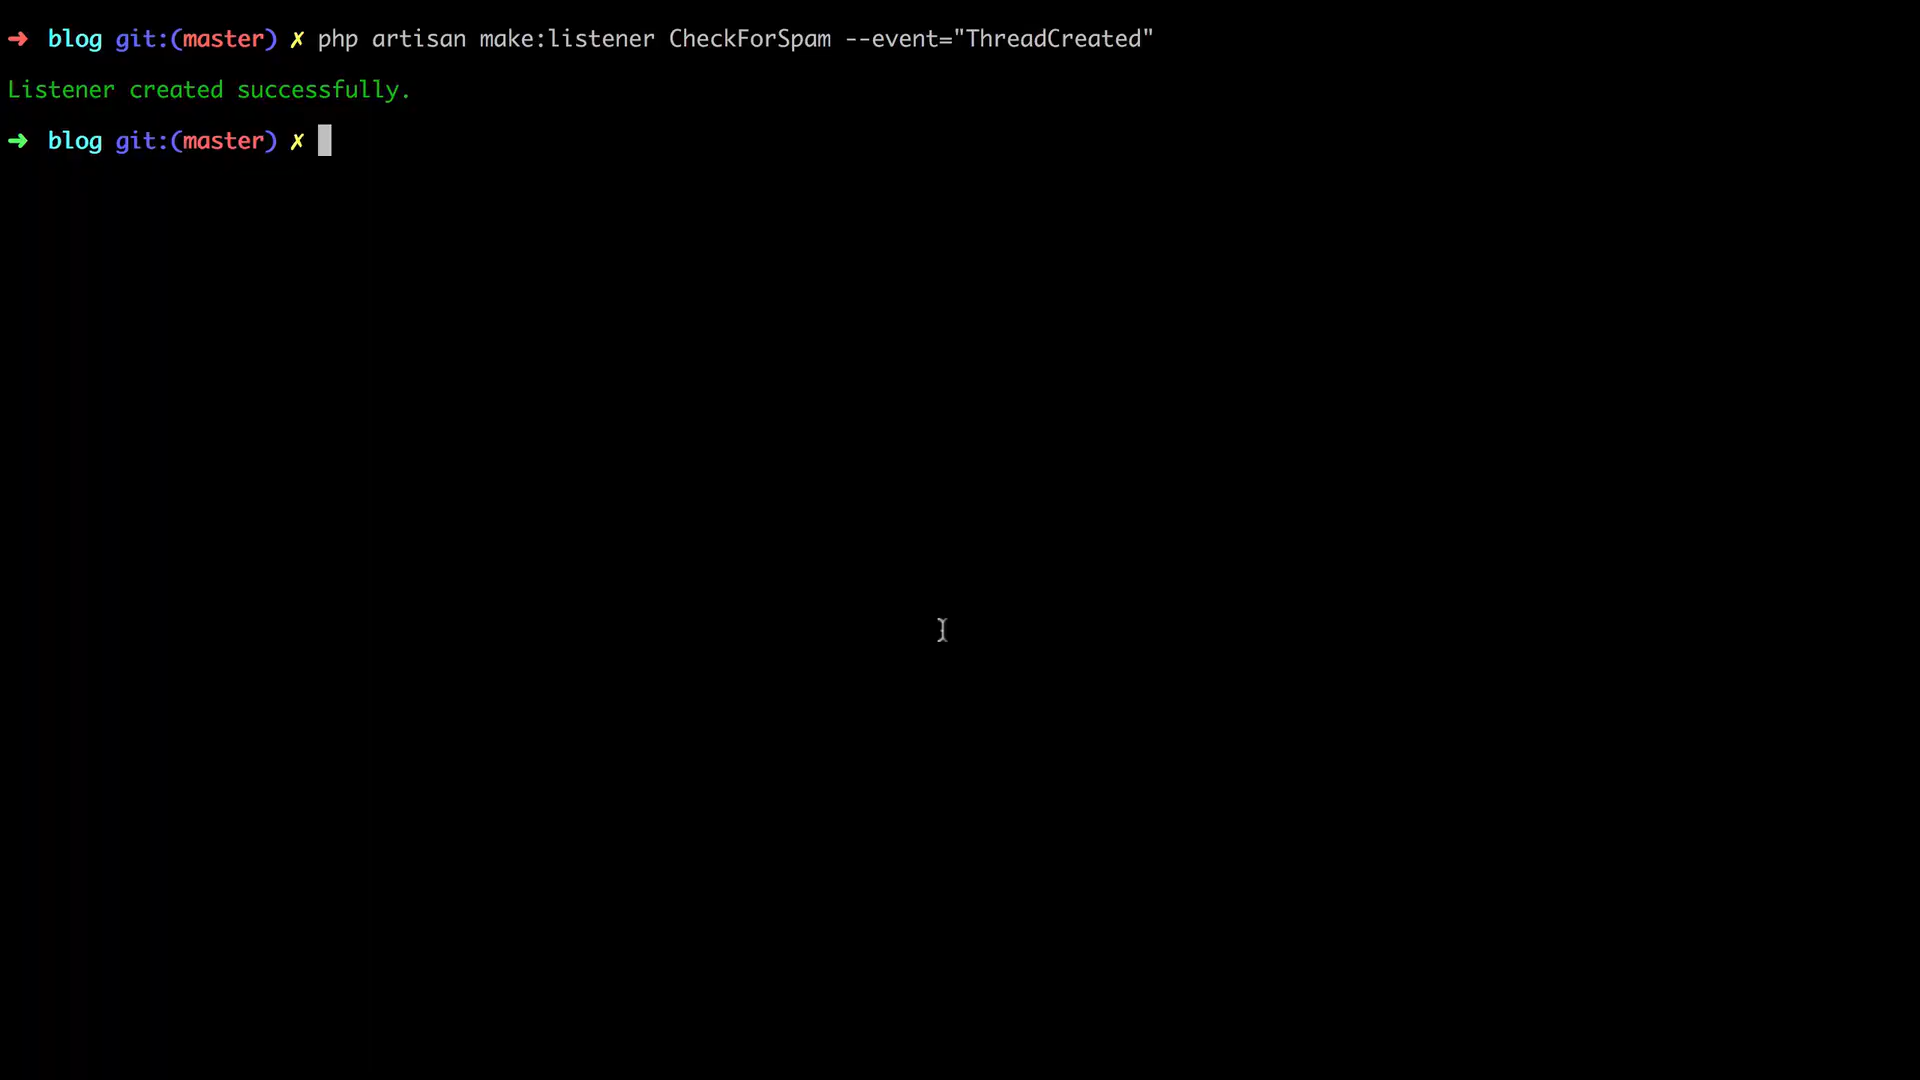 ➜ blog git:(master) ✗ php artisan make:listener CheckForSpam --event="ThreadCreated"
Listener created successfully.
➜ blog git:(master) ✗